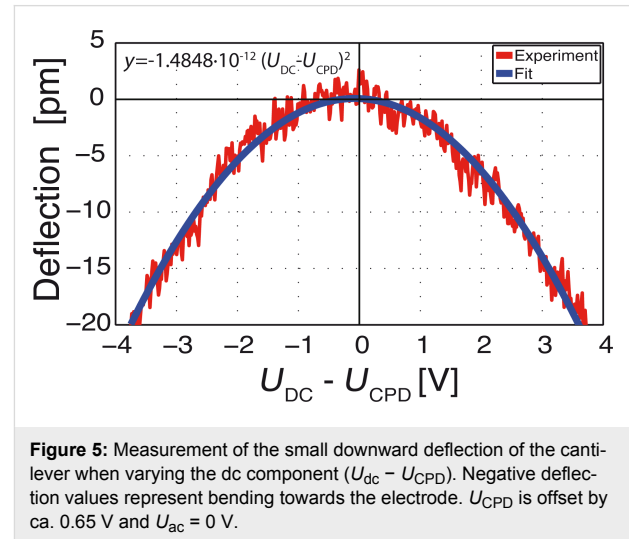 5
y=-1.4848·10⁻¹² (U_DC-U_CPD)²
Experiment
Fit
0
−5
−10
−15
−20
Deflection [pm]
−4 −3 −2 −1 0 1 2 3 4
U_DC - U_CPD [V]
Figure 5: Measurement of the small downward deflection of the canti-
lever when varying the dc component (U_dc − U_CPD). Negative deflec-
tion values represent bending towards the electrode. U_CPD is offset by
ca. 0.65 V and U_ac = 0 V.